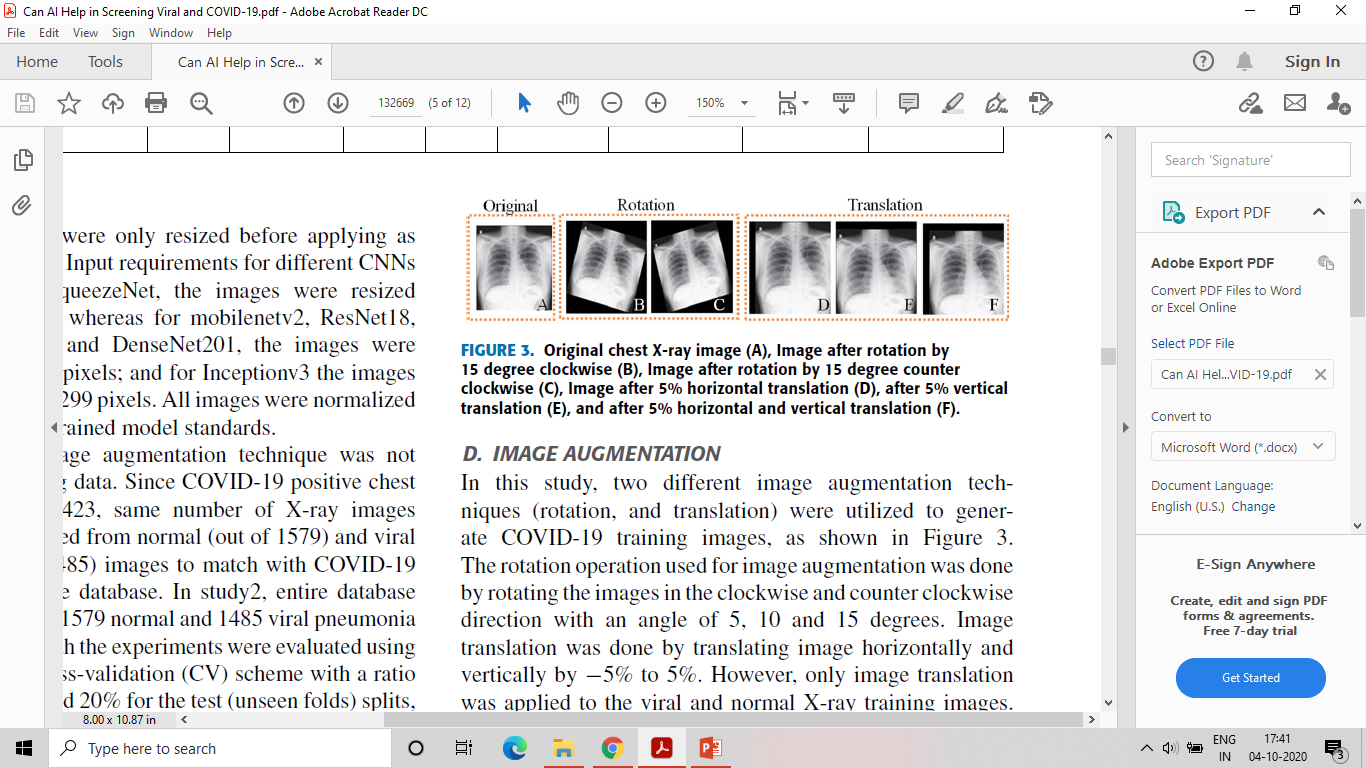 Can AI Help in Screening Viral and COVID-19.pdf - Adobe Acrobat Reader DC
File Edit View Sign Window Help
Home Tools Can AI Help in Scre... Sign In
132669 (5 of 12) 150%
were only resized before applying as
Input requirements for different CNNs
queezeNet, the images were resized
whereas for mobilenetv2, ResNet18,
and DenseNet201, the images were
pixels; and for Inceptionv3 the images
299 pixels. All images were normalized
rained model standards.
age augmentation technique was not
g data. Since COVID-19 positive chest
423, same number of X-ray images
ed from normal (out of 1579) and viral
485) images to match with COVID-19
e database. In study2, entire database
1579 normal and 1485 viral pneumonia
h the experiments were evaluated using
ss-validation (CV) scheme with a ratio
d 20% for the test (unseen folds) splits,
Original Rotation Translation
A B C D E F
FIGURE 3. Original chest X-ray image (A), Image after rotation by
15 degree clockwise (B), Image after rotation by 15 degree counter
clockwise (C), Image after 5% horizontal translation (D), after 5% vertical
translation (E), and after 5% horizontal and vertical translation (F).
D. IMAGE AUGMENTATION
In this study, two different image augmentation tech-
niques (rotation, and translation) were utilized to gener-
ate COVID-19 training images, as shown in Figure 3.
The rotation operation used for image augmentation was done
by rotating the images in the clockwise and counter clockwise
direction with an angle of 5, 10 and 15 degrees. Image
translation was done by translating image horizontally and
vertically by −5% to 5%. However, only image translation
was applied to the viral and normal X-ray training images.
8.00 x 10.87 in
Search 'Signature'
Export PDF
Adobe Export PDF
Convert PDF Files to Word
or Excel Online
Select PDF File
Can AI Hel...VID-19.pdf
Convert to
Microsoft Word (*.docx)
Document Language:
English (U.S.) Change
E-Sign Anywhere
Create, edit and sign PDF
forms & agreements.
Free 7-day trial
Get Started
Type here to search
ENG
IN
17:41
04-10-2020
3